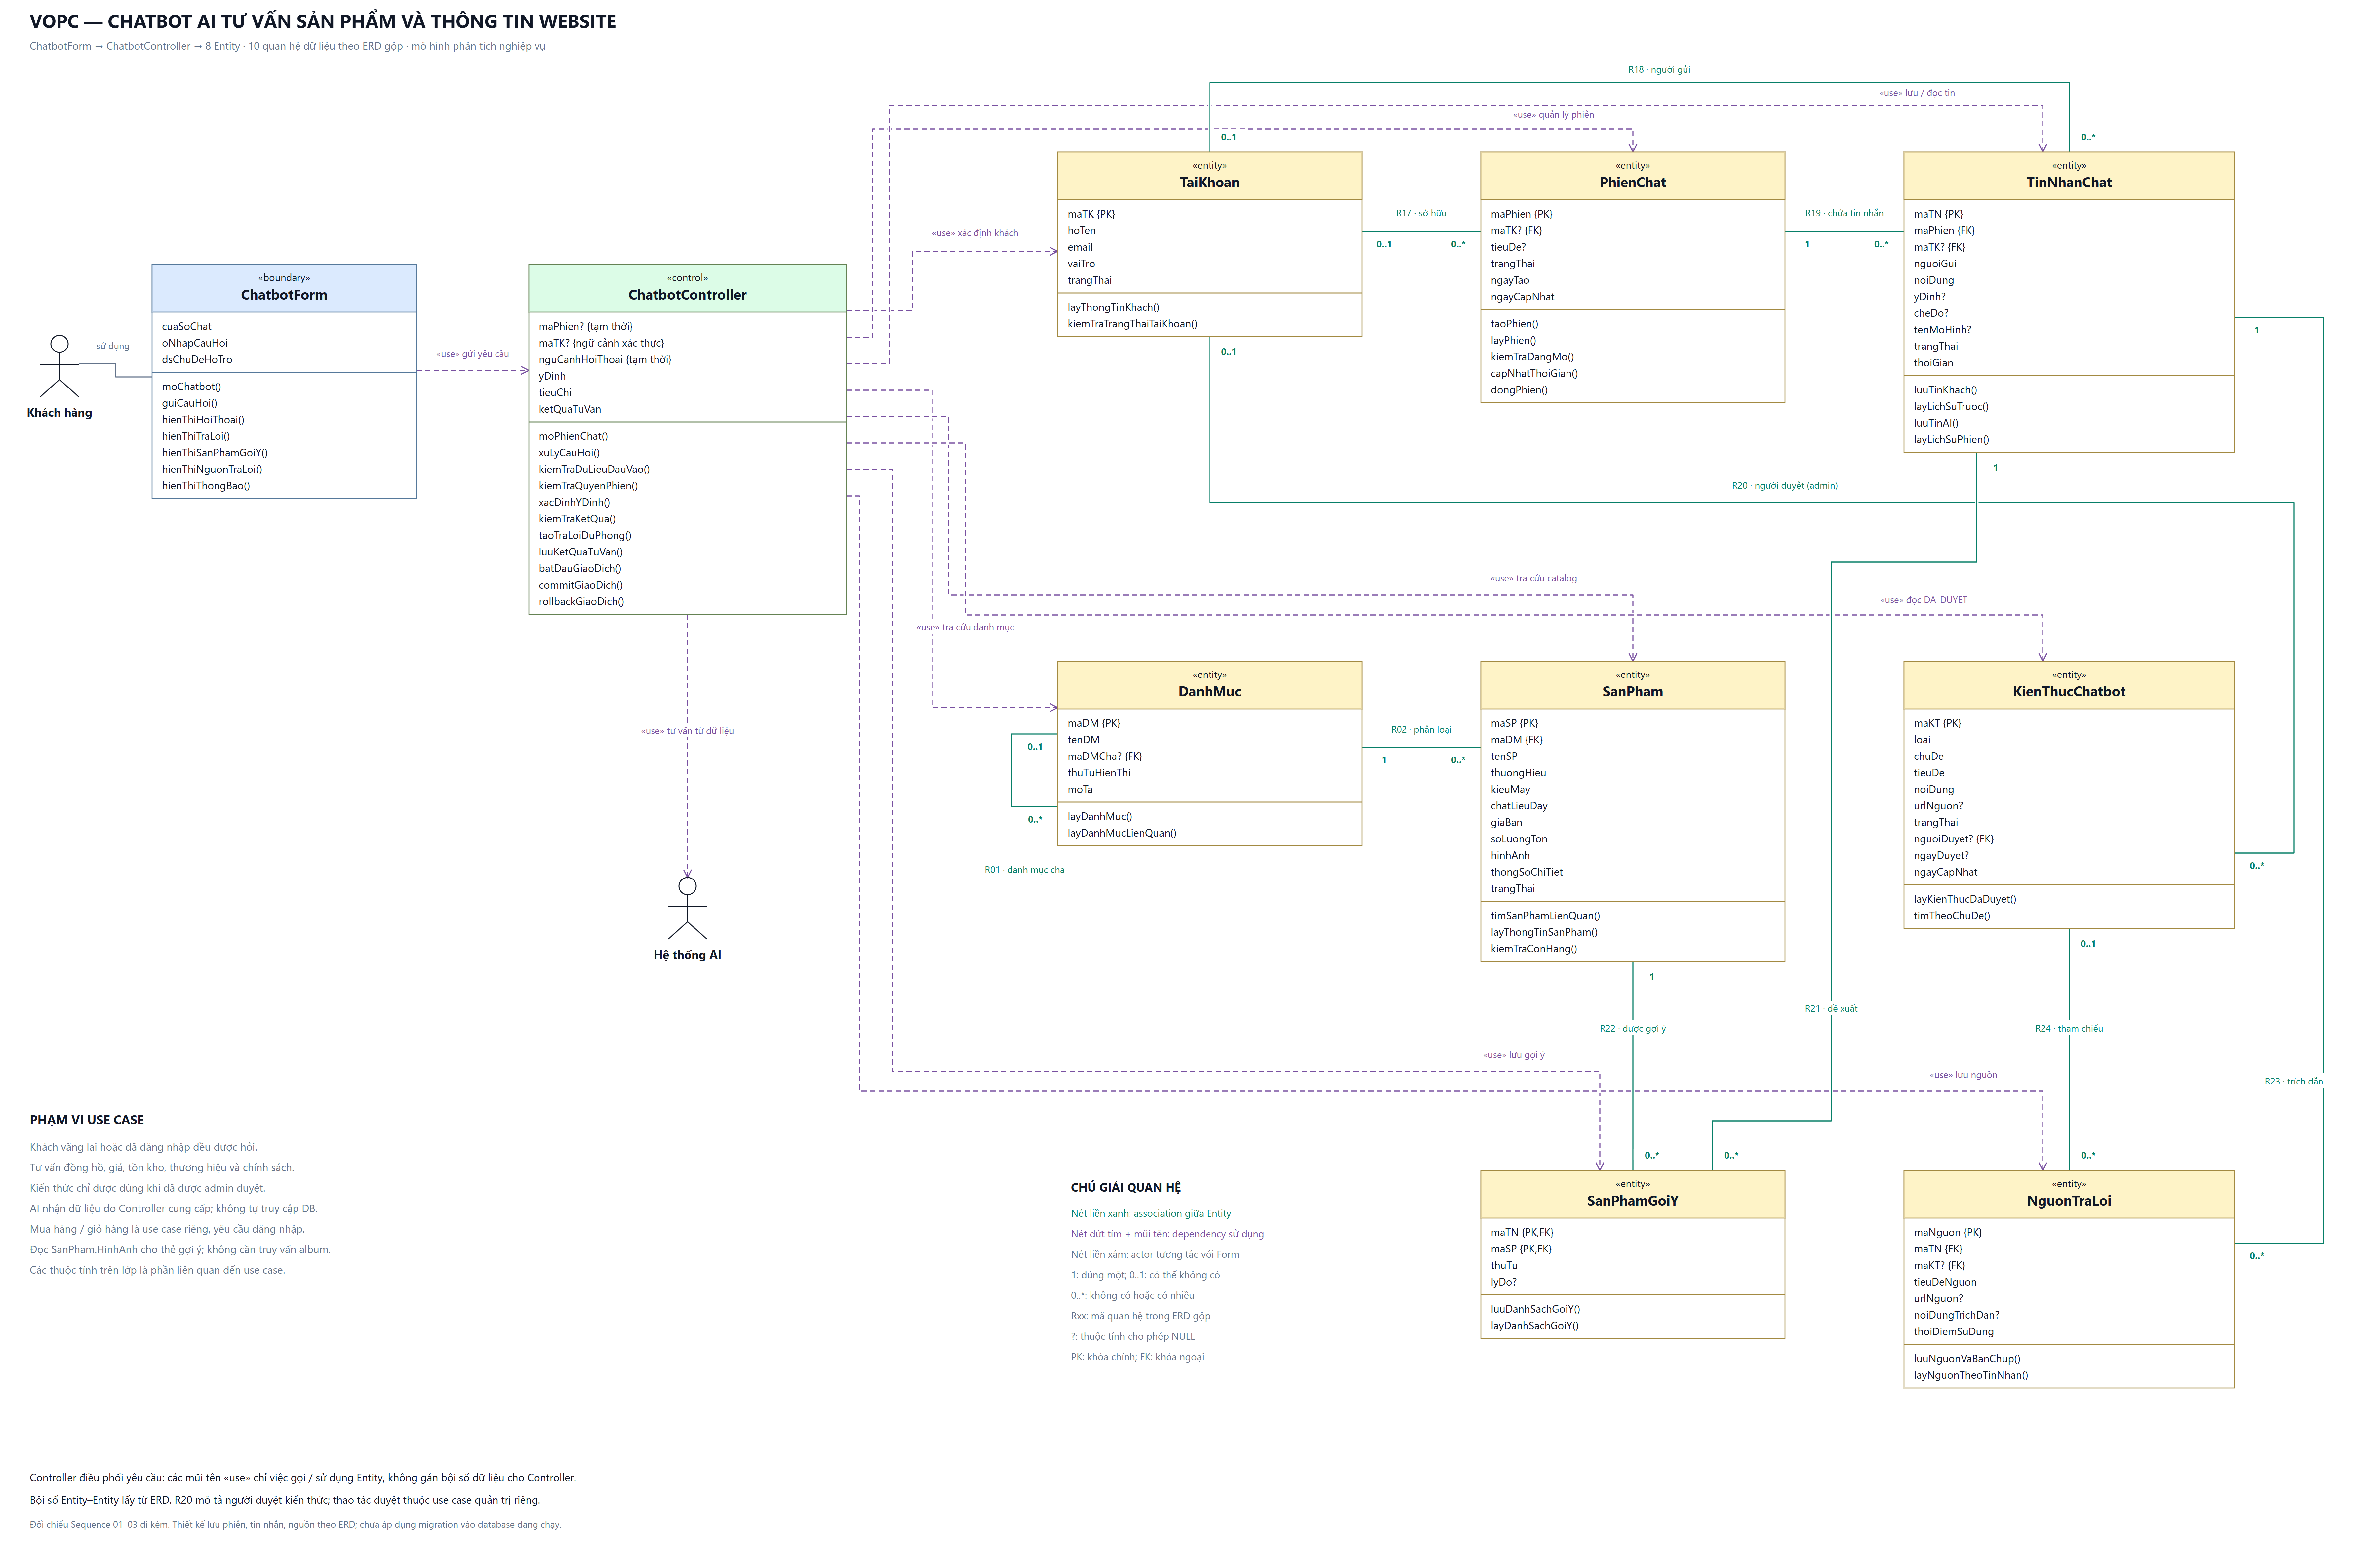 VOPC — CHATBOT AI TƯ VẤN SẢN PHẨM VÀ THÔNG TIN WEBSITE
ChatbotForm → ChatbotController → 8 Entity · 10 quan hệ dữ liệu theo ERD gộp · mô hình phân tích nghiệp vụ
R18 · người gửi
«use» lưu / đọc tin
«use» quản lý phiên
0..1
0..*
«entity»
TaiKhoan
maTK {PK}
hoTen
email
vaiTro
trangThai
layThongTinKhach()
kiemTraTrangThaiTaiKhoan()
0..1
R17 · sở hữu
0..1
0..*
«entity»
PhienChat
maPhien {PK}
maTK? {FK}
tieuDe?
trangThai
ngayTao
ngayCapNhat
taoPhien()
layPhien()
kiemTraDangMo()
capNhatThoiGian()
dongPhien()
R19 · chứa tin nhắn
1
0..*
«entity»
TinNhanChat
maTN {PK}
maPhien {FK}
maTK? {FK}
nguoiGui
noiDung
yDinh?
cheDo?
tenMoHinh?
trangThai
thoiGian
luuTinKhach()
layLichSuTruoc()
luuTinAI()
layLichSuPhien()
1
1
«use» xác định khách
Khách hàng
sử dụng
«boundary»
ChatbotForm
cuaSoChat
oNhapCauHoi
dsChuDeHoTro
moChatbot()
guiCauHoi()
hienThiHoiThoai()
hienThiTraLoi()
hienThiSanPhamGoiY()
hienThiNguonTraLoi()
hienThiThongBao()
«use» gửi yêu cầu
«control»
ChatbotController
maPhien? {tạm thời}
maTK? {ngữ cảnh xác thực}
nguCanhHoiThoai {tạm thời}
yDinh
tieuChi
ketQuaTuVan
moPhienChat()
xuLyCauHoi()
kiemTraDuLieuDauVao()
kiemTraQuyenPhien()
xacDinhYDinh()
kiemTraKetQua()
taoTraLoiDuPhong()
luuKetQuaTuVan()
batDauGiaoDich()
commitGiaoDich()
rollbackGiaoDich()
R20 · người duyệt (admin)
«use» tra cứu catalog
«use» đọc DA_DUYET
«use» tra cứu danh mục
«use» tư vấn từ dữ liệu
Hệ thống AI
«entity»
DanhMuc
maDM {PK}
tenDM
maDMCha? {FK}
thuTuHienThi
moTa
layDanhMuc()
layDanhMucLienQuan()
0..1
0..*
R01 · danh mục cha
R02 · phân loại
1
0..*
«entity»
SanPham
maSP {PK}
maDM {FK}
tenSP
thuongHieu
kieuMay
chatLieuDay
giaBan
soLuongTon
hinhAnh
thongSoChiTiet
trangThai
timSanPhamLienQuan()
layThongTinSanPham()
kiemTraConHang()
1
«entity»
KienThucChatbot
maKT {PK}
loai
chuDe
tieuDe
noiDung
urlNguon?
trangThai
nguoiDuyet? {FK}
ngayDuyet?
ngayCapNhat
layKienThucDaDuyet()
timTheoChuDe()
0..*
0..1
R21 · đề xuất
R22 · được gợi ý
R24 · tham chiếu
«use» lưu gợi ý
«use» lưu nguồn
R23 · trích dẫn
0..*
0..*
0..*
«entity»
SanPhamGoiY
maTN {PK,FK}
maSP {PK,FK}
thuTu
lyDo?
luuDanhSachGoiY()
layDanhSachGoiY()
«entity»
NguonTraLoi
maNguon {PK}
maTN {FK}
maKT? {FK}
tieuDeNguon
urlNguon?
noiDungTrichDan?
thoiDiemSuDung
luuNguonVaBanChup()
layNguonTheoTinNhan()
0..*
PHẠM VI USE CASE
Khách vãng lai hoặc đã đăng nhập đều được hỏi.
Tư vấn đồng hồ, giá, tồn kho, thương hiệu và chính sách.
Kiến thức chỉ được dùng khi đã được admin duyệt.
AI nhận dữ liệu do Controller cung cấp; không tự truy cập DB.
Mua hàng / giỏ hàng là use case riêng, yêu cầu đăng nhập.
Đọc SanPham.HinhAnh cho thẻ gợi ý; không cần truy vấn album.
Các thuộc tính trên lớp là phần liên quan đến use case.
CHÚ GIẢI QUAN HỆ
Nét liền xanh: association giữa Entity
Nét đứt tím + mũi tên: dependency sử dụng
Nét liền xám: actor tương tác với Form
1: đúng một; 0..1: có thể không có
0..*: không có hoặc có nhiều
Rxx: mã quan hệ trong ERD gộp
?: thuộc tính cho phép NULL
PK: khóa chính; FK: khóa ngoại
Controller điều phối yêu cầu: các mũi tên «use» chỉ việc gọi / sử dụng Entity, không gán bội số dữ liệu cho Controller.
Bội số Entity–Entity lấy từ ERD. R20 mô tả người duyệt kiến thức; thao tác duyệt thuộc use case quản trị riêng.
Đối chiếu Sequence 01–03 đi kèm. Thiết kế lưu phiên, tin nhắn, nguồn theo ERD; chưa áp dụng migration vào database đang chạy.